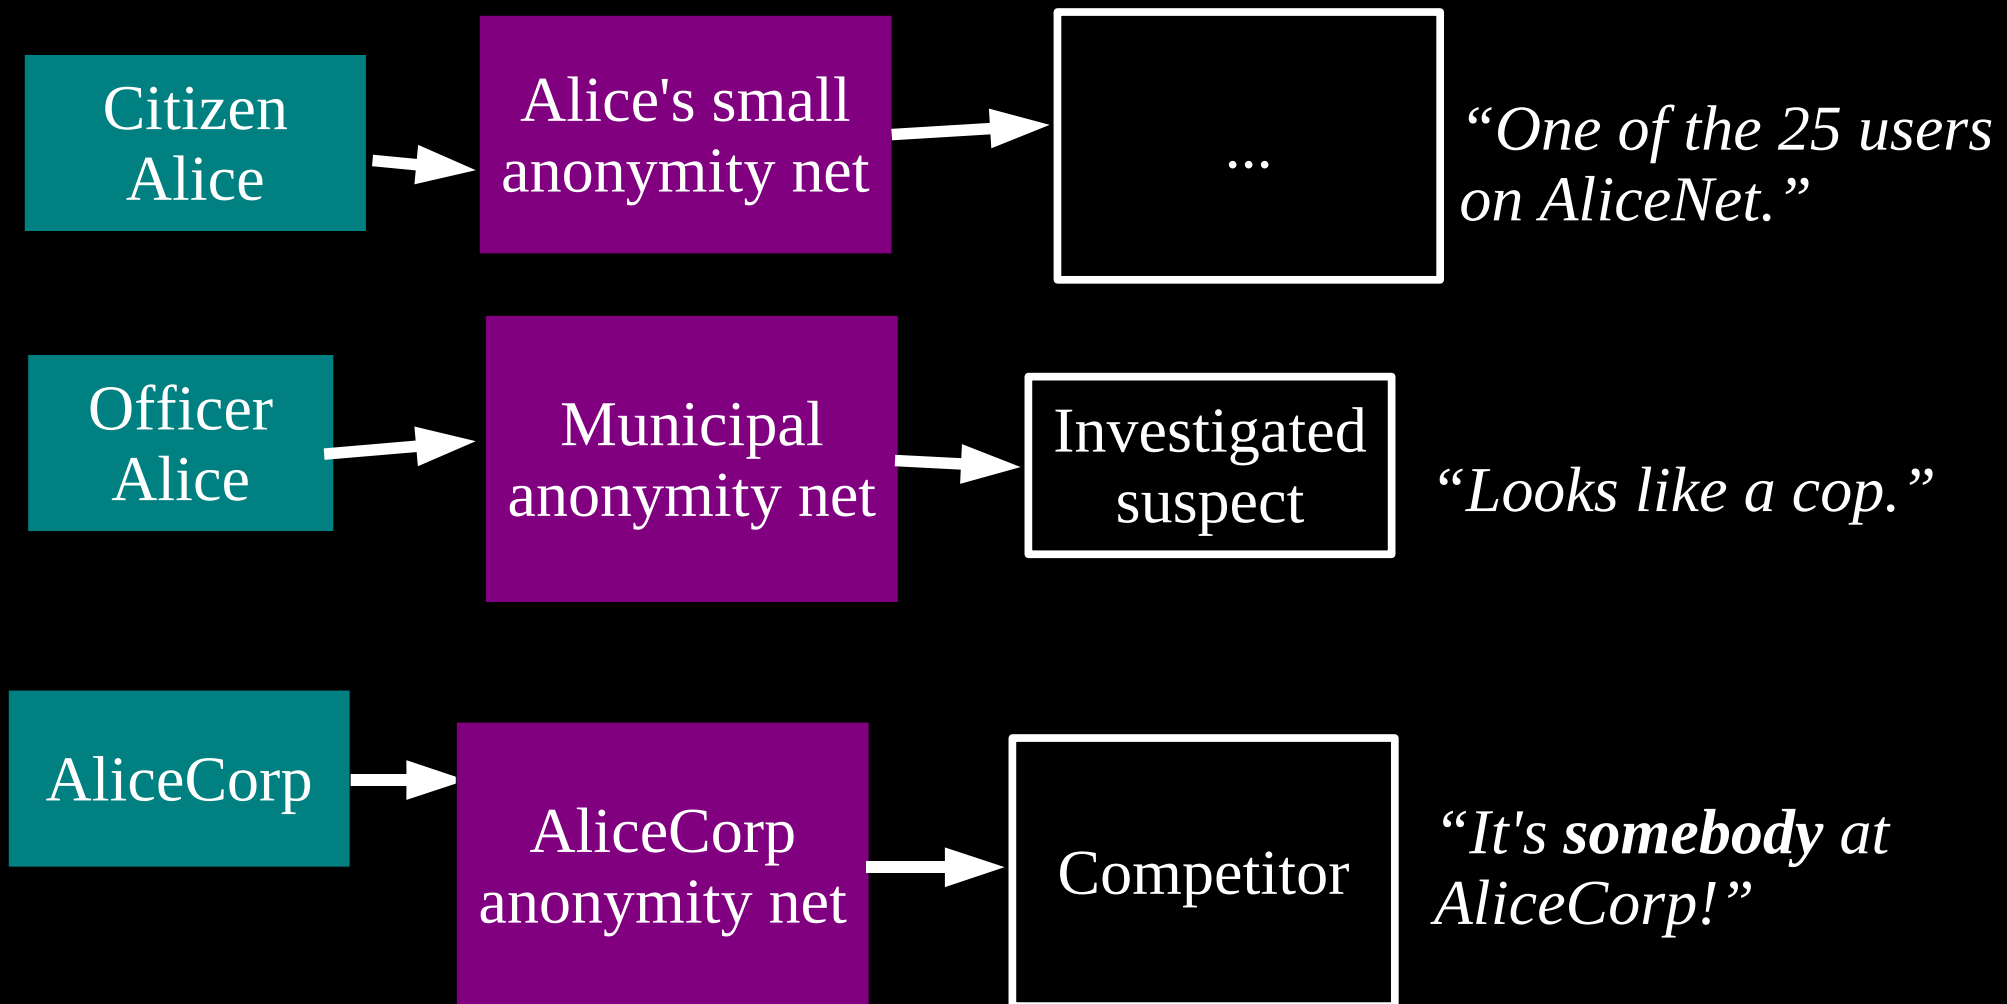 Citizen
Alice
Alice's small
anonymity net
...
“One of the 25 users
on AliceNet.”
Officer
Alice
Municipal
anonymity net
Investigated
suspect
“Looks like a cop.”
AliceCorp
AliceCorp
anonymity net
Competitor
“It's somebody at
AliceCorp!”